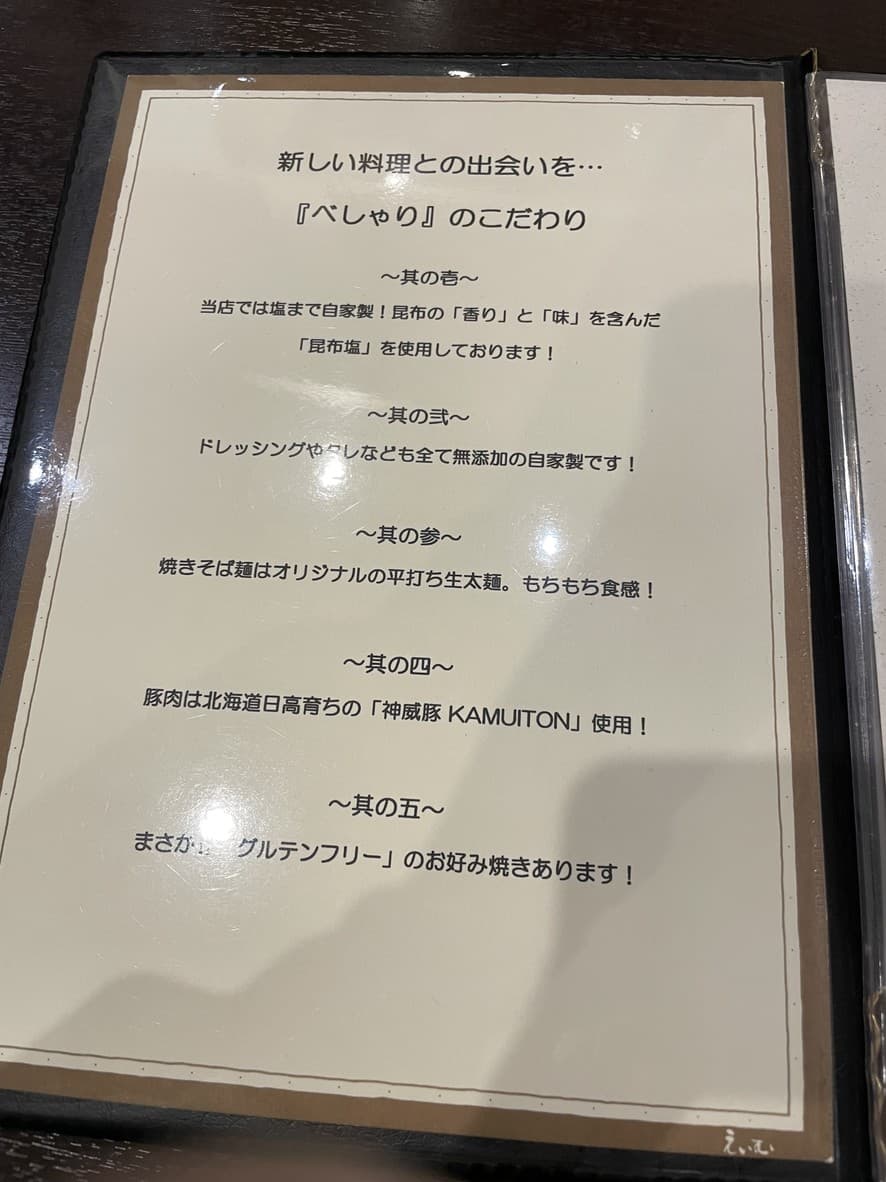 新しい料理との出会いを…
『べしゃり』のこだわり
～其の壱～
当店では塩まで自家製！昆布の「香り」と「味」を含んだ
「昆布塩」を使用しております！
～其の弐～
ドレッシングやタレなども全て無添加の自家製です！
～其の参～
焼きそば麺はオリジナルの平打ち生太麺。もちもち食感！
～其の四～
豚肉は北海道日高育ちの「神威豚 KAMUITON」使用！
～其の五～
まさか グルテンフリー」のお好み焼きあります！
えいむ